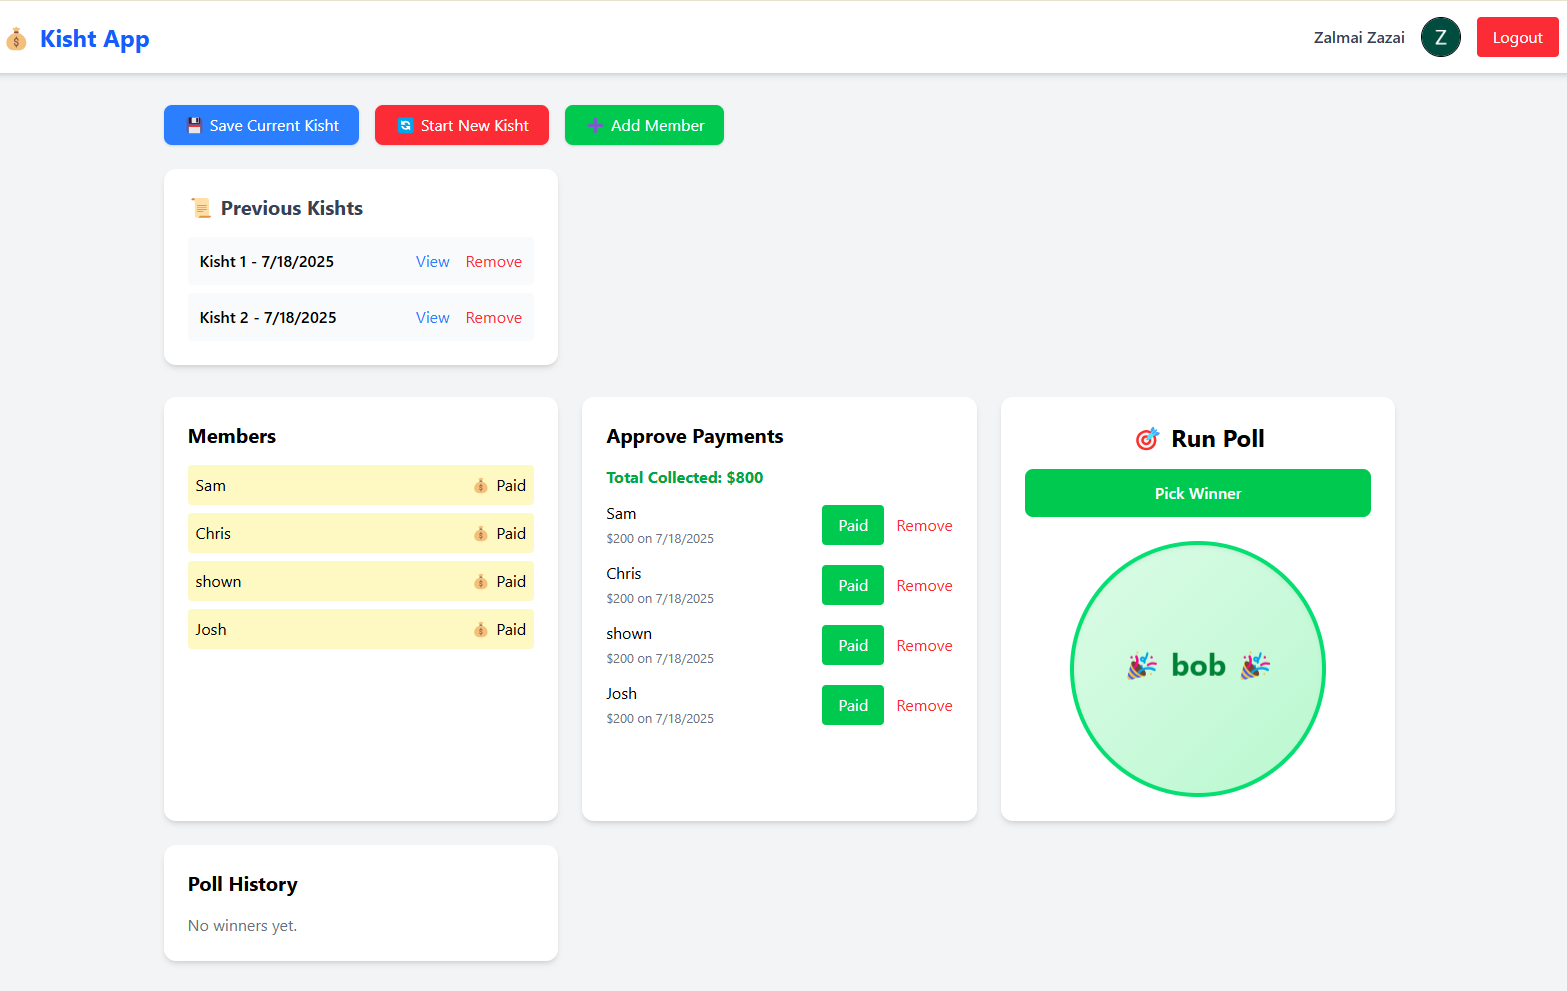 Kisht App
Zalmai Zazai
Z
Logout
Save Current Kisht
Start New Kisht
Add Member
Previous Kishts
Kisht 1 - 7/18/2025 View Remove
Kisht 2 - 7/18/2025 View Remove
Members
Sam Paid
Chris Paid
shown Paid
Josh Paid
Approve Payments
Total Collected: $800
Sam
$200 on 7/18/2025
Paid Remove
Chris
$200 on 7/18/2025
Paid Remove
shown
$200 on 7/18/2025
Paid Remove
Josh
$200 on 7/18/2025
Paid Remove
Run Poll
Pick Winner
bob
Poll History
No winners yet.